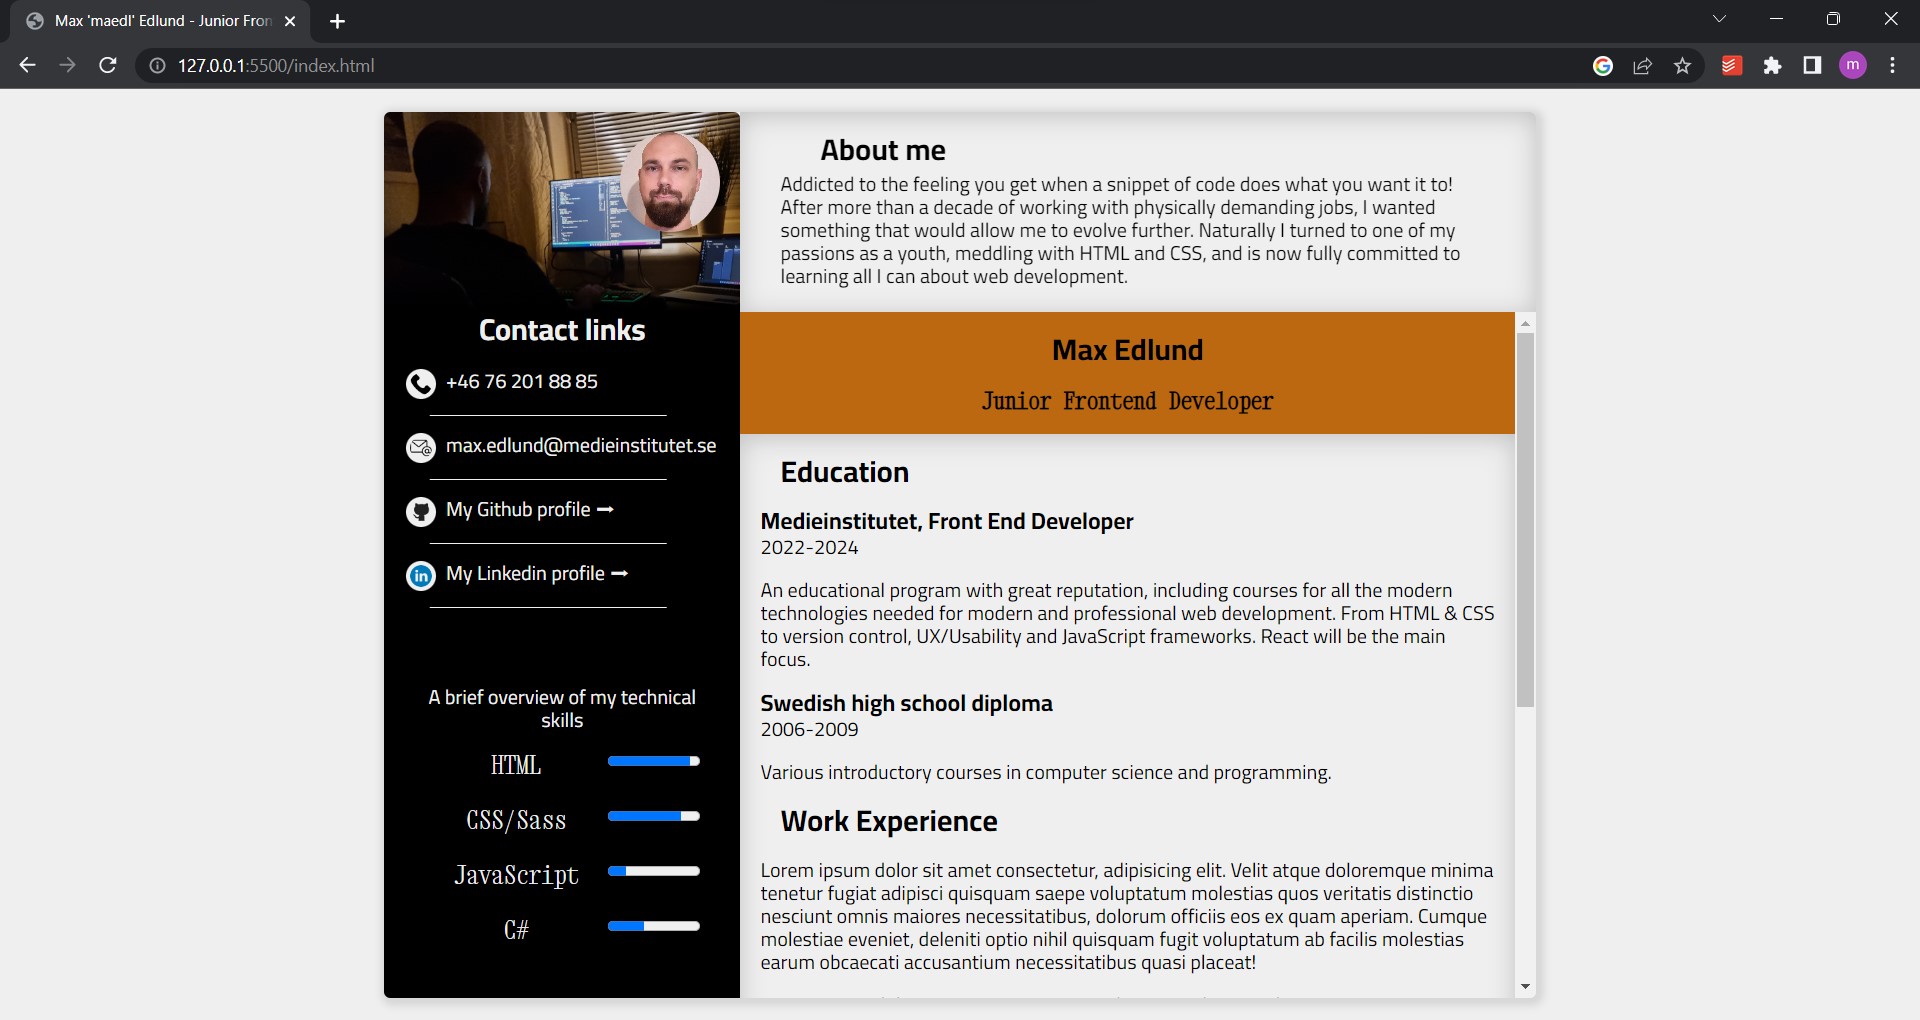 Max 'maedl' Edlund - Junior Fron
127.0.0.1:5500/index.html
m
About me
Addicted to the feeling you get when a snippet of code does what you want it to!
After more than a decade of working with physically demanding jobs, I wanted
something that would allow me to evolve further. Naturally I turned to one of my
passions as a youth, meddling with HTML and CSS, and is now fully committed to
learning all I can about web development.
Contact links
+46 76 201 88 85
max.edlund@medieinstitutet.se
My Github profile
in My Linkedin profile
A brief overview of my technical
skills
HTML
CSS/Sass
JavaScript
C#
Max Edlund
Junior Frontend Developer
Education
Medieinstitutet, Front End Developer
2022-2024
An educational program with great reputation, including courses for all the modern
technologies needed for modern and professional web development. From HTML & CSS
to version control, UX/Usability and JavaScript frameworks. React will be the main
focus.
Swedish high school diploma
2006-2009
Various introductory courses in computer science and programming.
Work Experience
Lorem ipsum dolor sit amet consectetur, adipisicing elit. Velit atque doloremque minima
tenetur fugiat adipisci quisquam saepe voluptatum molestias quos veritatis distinctio
nesciunt omnis maiores necessitatibus, dolorum officiis eos ex quam aperiam. Cumque
molestiae eveniet, deleniti optio nihil quisquam fugit voluptatum ab facilis molestias
earum obcaecati accusantium necessitatibus quasi placeat!